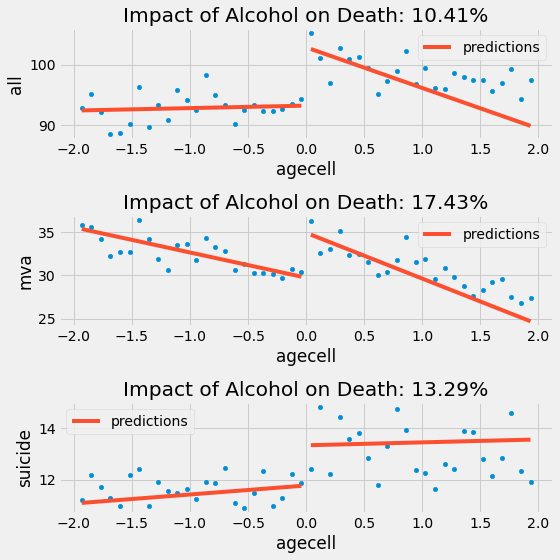 Impact of Alcohol on Death: 10.41%
predictions
all
100
90
−2.0 −1.5 −1.0 −0.5 0.0 0.5 1.0 1.5 2.0
agecell
Impact of Alcohol on Death: 17.43%
predictions
mva
35
30
25
−2.0 −1.5 −1.0 −0.5 0.0 0.5 1.0 1.5 2.0
agecell
Impact of Alcohol on Death: 13.29%
predictions
suicide
14
12
−2.0 −1.5 −1.0 −0.5 0.0 0.5 1.0 1.5 2.0
agecell